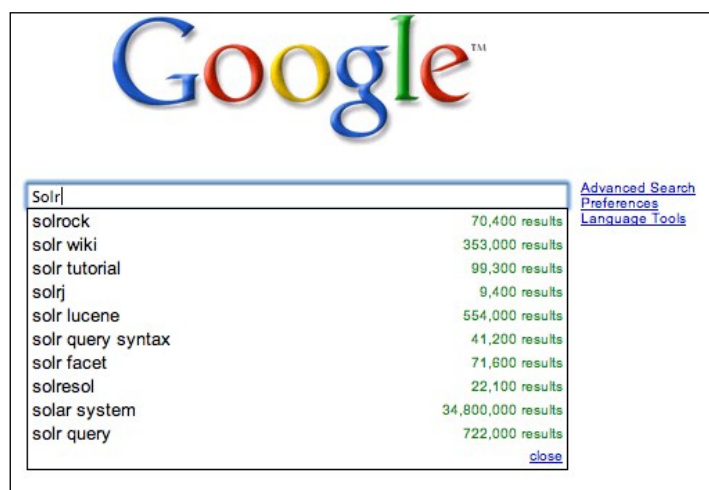 Google™
Solr
Advanced Search
Preferences
Language Tools
solrock 70,400 results
solr wiki 353,000 results
solr tutorial 99,300 results
solrj 9,400 results
solr lucene 554,000 results
solr query syntax 41,200 results
solr facet 71,600 results
solresol 22,100 results
solar system 34,800,000 results
solr query 722,000 results
close